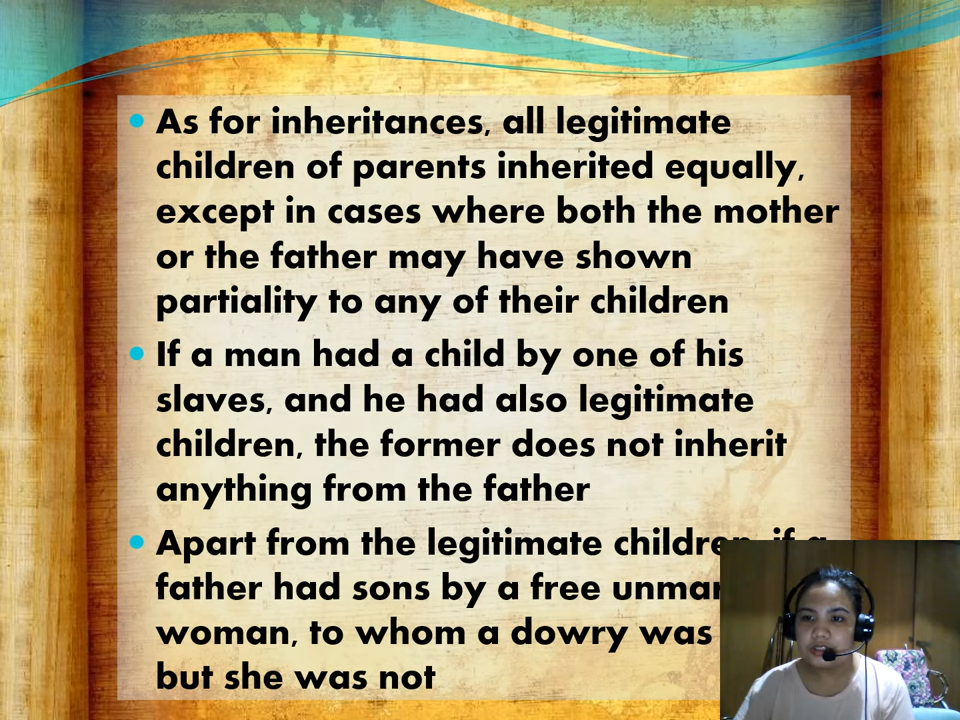 As for inheritances, all legitimate
children of parents inherited equally,
except in cases where both the mother
or the father may have shown
partiality to any of their children
If a man had a child by one of his
slaves, and he had also legitimate
children, the former does not inherit
anything from the father
Apart from the legitimate children, if a
father had sons by a free
woman, to whom a dowry was
but she was not